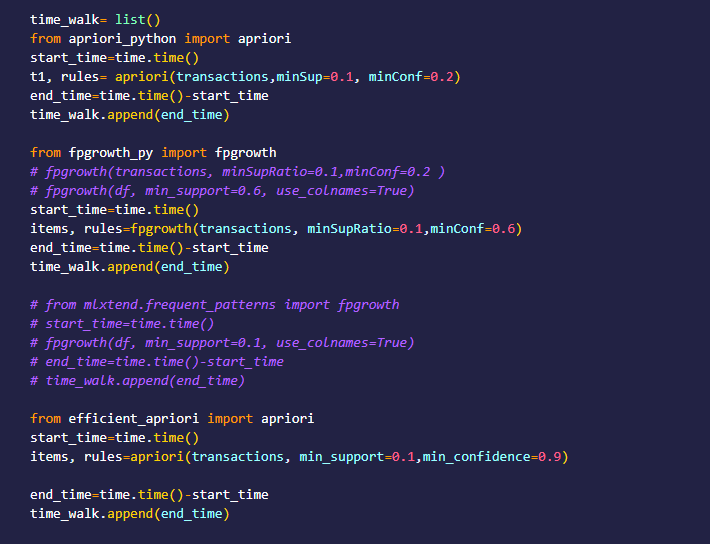 time_walk= list()
from apriori_python import apriori
start_time=time.time()
t1, rules= apriori(transactions,minSup=0.1, minConf=0.2)
end_time=time.time()-start_time
time_walk.append(end_time)
from fpgrowth_py import fpgrowth
# fpgrowth(transactions, minSupRatio=0.1,minConf=0.2 )
# fpgrowth(df, min_support=0.6, use_colnames=True)
start_time=time.time()
items, rules=fpgrowth(transactions, minSupRatio=0.1,minConf=0.6)
end_time=time.time()-start_time
time_walk.append(end_time)
# from mlxtend.frequent_patterns import fpgrowth
# start_time=time.time()
# fpgrowth(df, min_support=0.1, use_colnames=True)
# end_time=time.time()-start_time
# time_walk.append(end_time)
from efficient_apriori import apriori
start_time=time.time()
items, rules=apriori(transactions, min_support=0.1,min_confidence=0.9)
end_time=time.time()-start_time
time_walk.append(end_time)